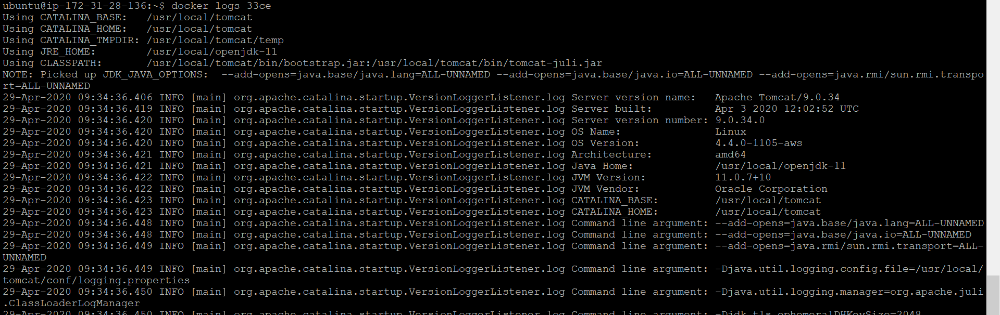 ubuntu@ip-172-31-28-136:~$ docker logs 33ce
Using CATALINA_BASE:   /usr/local/tomcat
Using CATALINA_HOME:   /usr/local/tomcat
Using CATALINA_TMPDIR: /usr/local/tomcat/temp
Using JRE_HOME:        /usr/local/openjdk-11
Using CLASSPATH:       /usr/local/tomcat/bin/bootstrap.jar:/usr/local/tomcat/bin/tomcat-juli.jar
NOTE: Picked up JDK_JAVA_OPTIONS:  --add-opens=java.base/java.lang=ALL-UNNAMED --add-opens=java.base/java.io=ALL-UNNAMED --add-opens=java.rmi/sun.rmi.transpo
rt=ALL-UNNAMED
29-Apr-2020 09:34:36.406 INFO [main] org.apache.catalina.startup.VersionLoggerListener.log Server version name:   Apache Tomcat/9.0.34
29-Apr-2020 09:34:36.419 INFO [main] org.apache.catalina.startup.VersionLoggerListener.log Server built:          Apr 3 2020 12:02:52 UTC
29-Apr-2020 09:34:36.420 INFO [main] org.apache.catalina.startup.VersionLoggerListener.log Server version number: 9.0.34.0
29-Apr-2020 09:34:36.420 INFO [main] org.apache.catalina.startup.VersionLoggerListener.log OS Name:               Linux
29-Apr-2020 09:34:36.420 INFO [main] org.apache.catalina.startup.VersionLoggerListener.log OS Version:            4.4.0-1105-aws
29-Apr-2020 09:34:36.421 INFO [main] org.apache.catalina.startup.VersionLoggerListener.log Architecture:          amd64
29-Apr-2020 09:34:36.421 INFO [main] org.apache.catalina.startup.VersionLoggerListener.log Java Home:             /usr/local/openjdk-11
29-Apr-2020 09:34:36.422 INFO [main] org.apache.catalina.startup.VersionLoggerListener.log JVM Version:           11.0.7+10
29-Apr-2020 09:34:36.422 INFO [main] org.apache.catalina.startup.VersionLoggerListener.log JVM Vendor:            Oracle Corporation
29-Apr-2020 09:34:36.423 INFO [main] org.apache.catalina.startup.VersionLoggerListener.log CATALINA_BASE:         /usr/local/tomcat
29-Apr-2020 09:34:36.423 INFO [main] org.apache.catalina.startup.VersionLoggerListener.log CATALINA_HOME:         /usr/local/tomcat
29-Apr-2020 09:34:36.448 INFO [main] org.apache.catalina.startup.VersionLoggerListener.log Command line argument: --add-opens=java.base/java.lang=ALL-UNNAMED
29-Apr-2020 09:34:36.448 INFO [main] org.apache.catalina.startup.VersionLoggerListener.log Command line argument: --add-opens=java.base/java.io=ALL-UNNAMED
29-Apr-2020 09:34:36.449 INFO [main] org.apache.catalina.startup.VersionLoggerListener.log Command line argument: --add-opens=java.rmi/sun.rmi.transport=ALL-
UNNAMED
29-Apr-2020 09:34:36.449 INFO [main] org.apache.catalina.startup.VersionLoggerListener.log Command line argument: -Djava.util.logging.config.file=/usr/local/
tomcat/conf/logging.properties
29-Apr-2020 09:34:36.450 INFO [main] org.apache.catalina.startup.VersionLoggerListener.log Command line argument: -Djava.util.logging.manager=org.apache.juli
.ClassLoaderLogManager
29-Apr-2020 09:34:36.450 INFO [main] org.apache.catalina.startup.VersionLoggerListener.log Command line argument: -Djdk.tls.ephemeralDHKeySize=2048